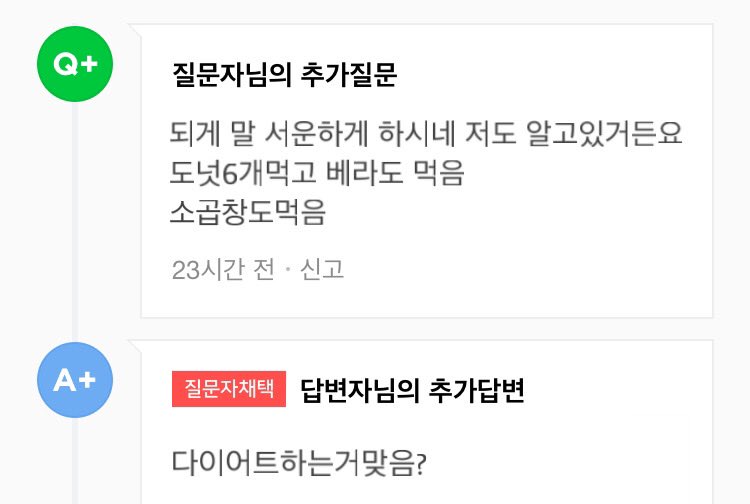 Q+
질문자님의 추가질문
되게 말 서운하게 하시네 저도 알고있거든요
도넛6개먹고 베라도 먹음
소곱창도먹음
23시간 전 · 신고
A+
질문자채택 답변자님의 추가답변
다이어트하는거맞음?